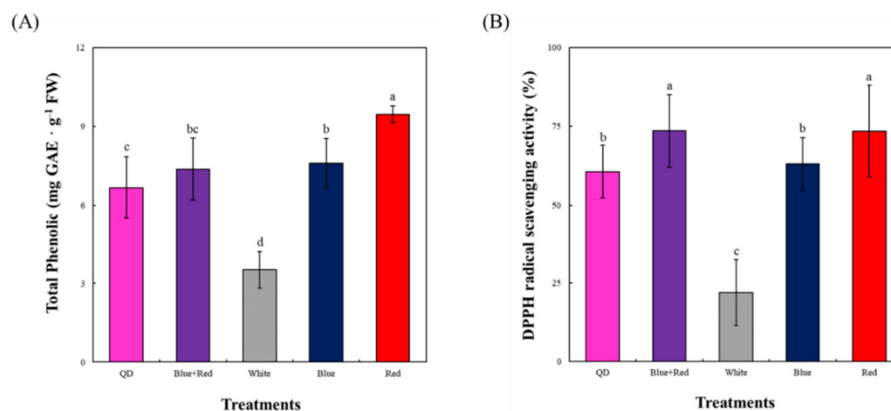 (A)
Total Phenolic (mg GAE · g⁻¹ FW)
12
9
6
3
0
c
bc
d
b
a
QD
Blue+Red
White
Blue
Red
Treatments
(B)
DPPH radical scavenging activity (%)
100
75
50
25
0
b
a
c
b
a
QD
Blue+Red
White
Blue
Red
Treatments